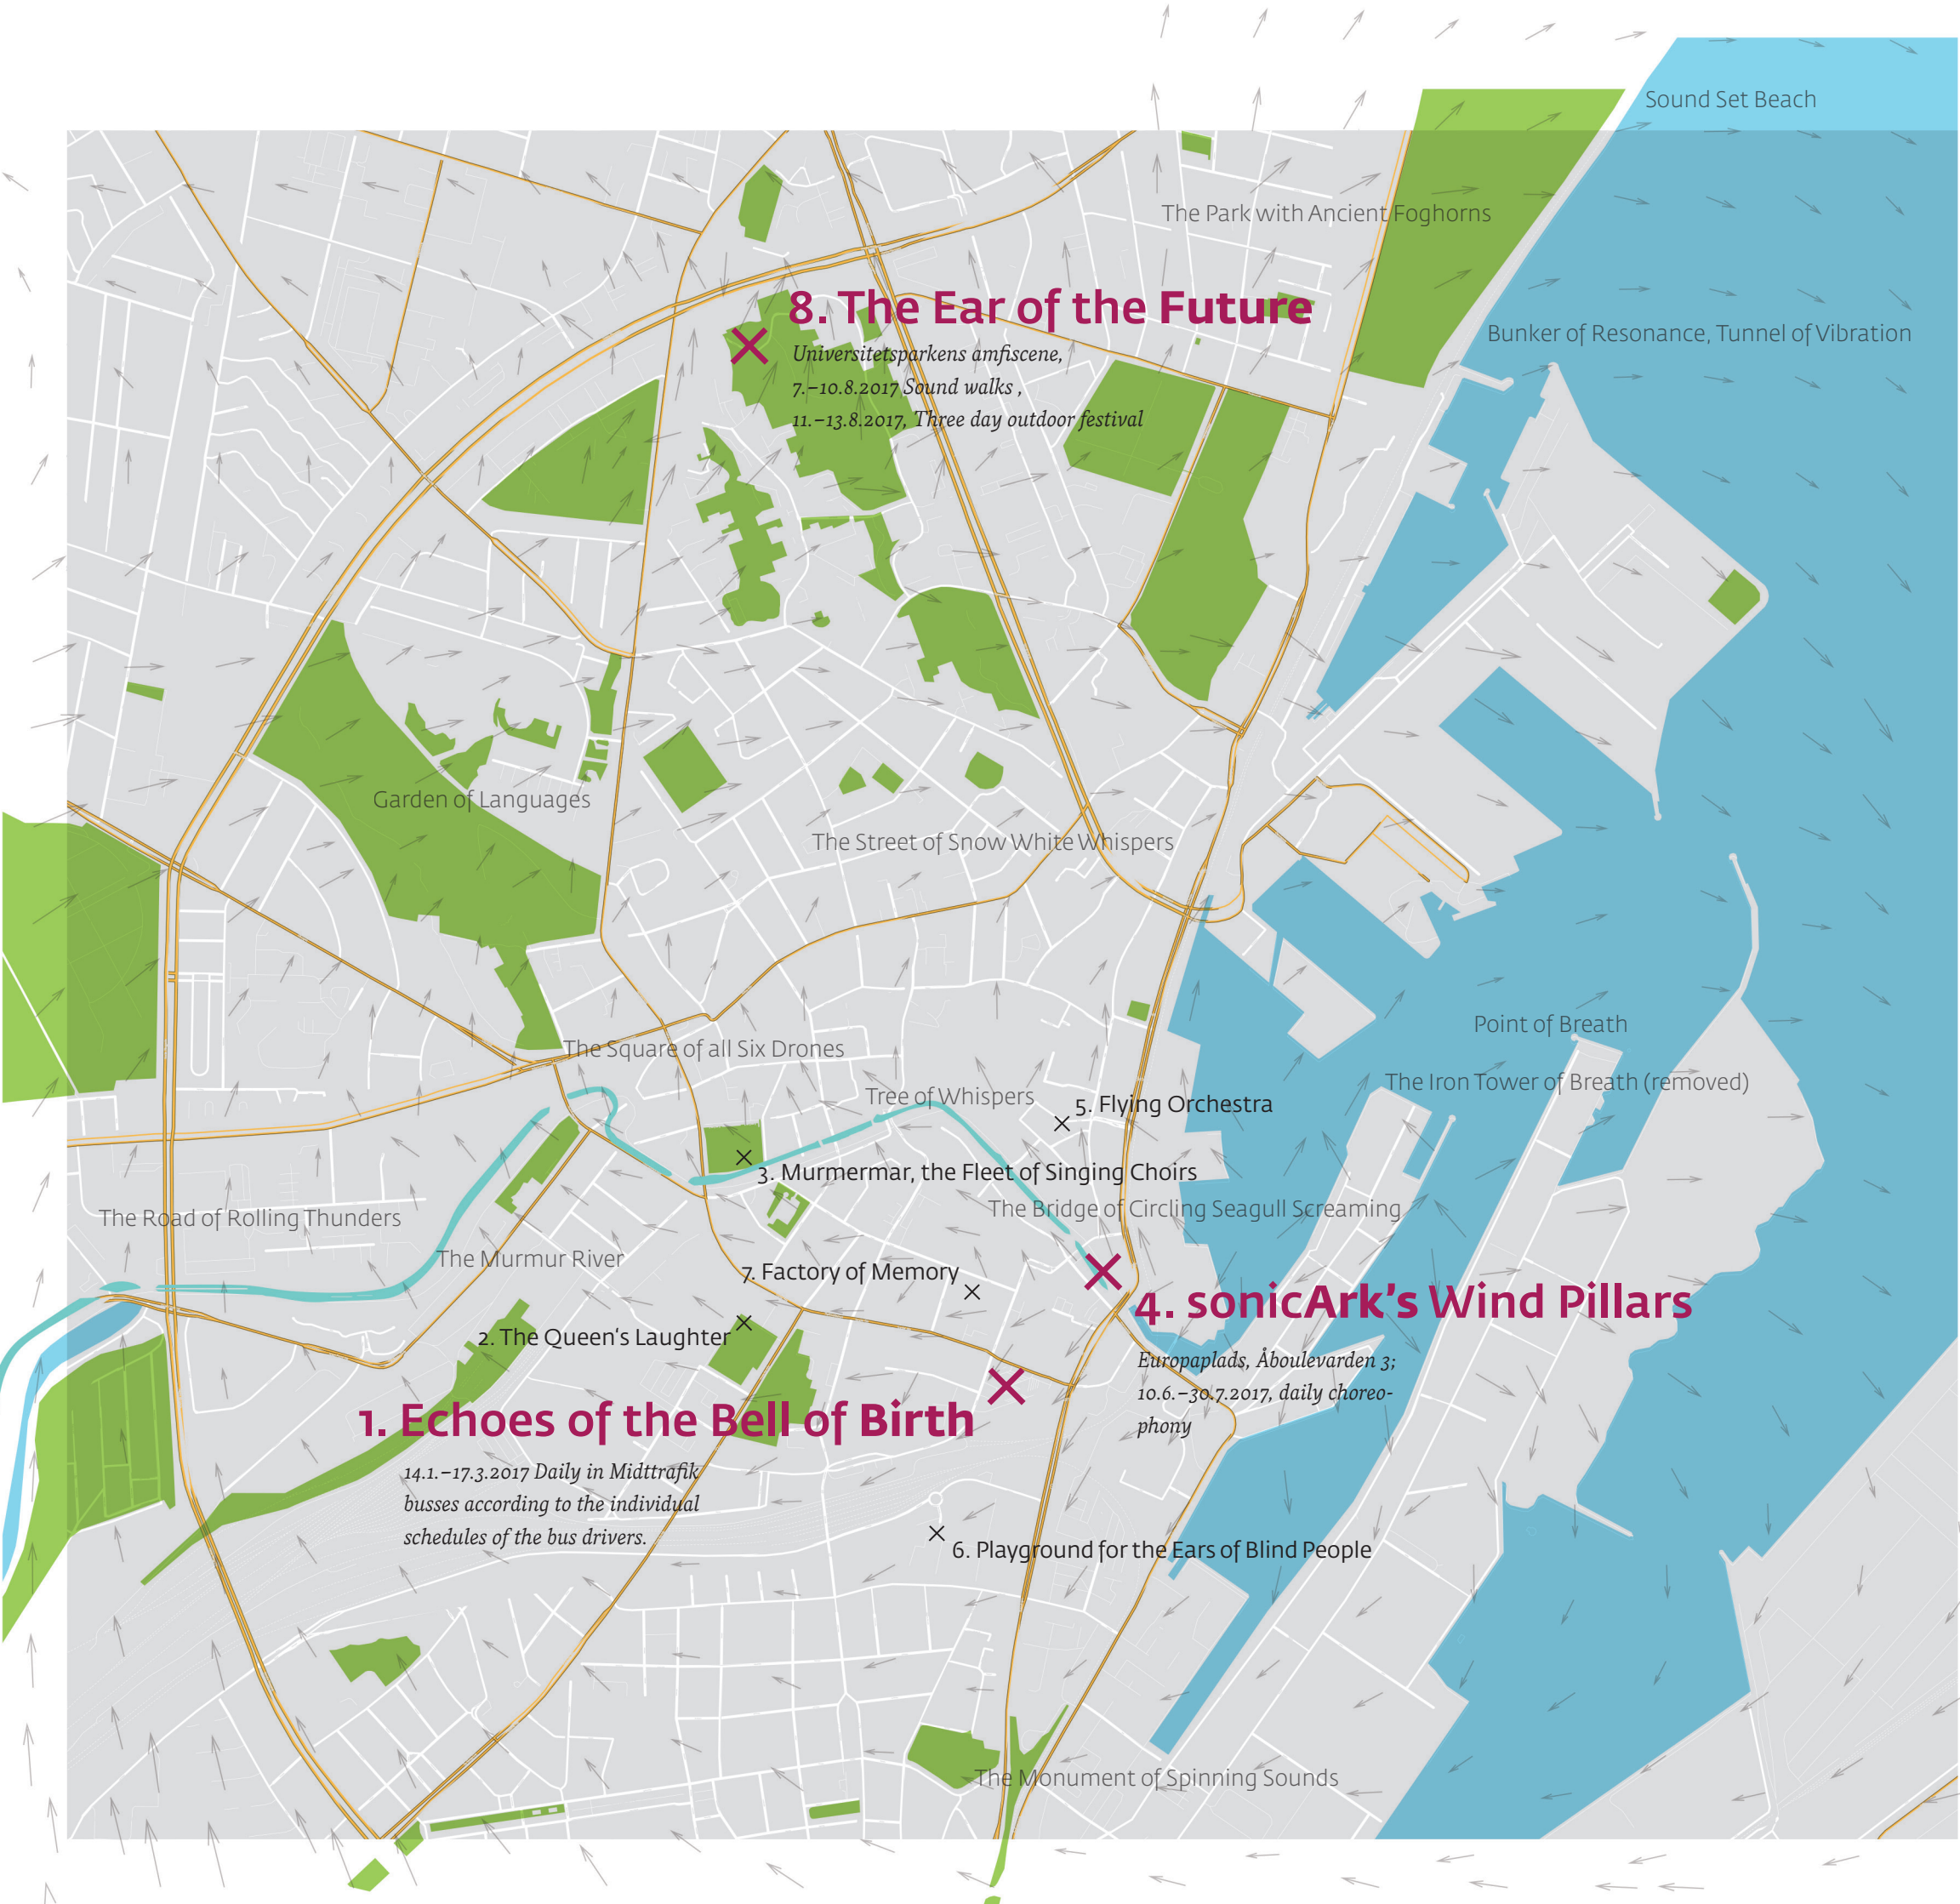 Sound Set Beach
The Park with Ancient Foghorns
8. The Ear of the Future
Bunker of Resonance, Tunnel of Vibration
Universitetsparkens amfiscene,
7.–10.8.2017 Sound walks ,
11.–13.8.2017, Three day outdoor festival
Garden of Languages
The Street of Snow White Whispers
Point of Breath
The Square of all Six Drones
The Iron Tower of Breath (removed)
Tree of Whispers
5. Flying Orchestra
3. Murmermar, the Fleet of Singing Choirs
The Bridge of Circling Seagull Screaming
The Road of Rolling Thunders
The Murmur River
7. Factory of Memory
4. sonicArk’s Wind Pillars
2. The Queen‘s Laughter
Europaplads, Åboulevarden 3;
10.6.–30.7.2017, daily choreo-
phony
1. Echoes of the Bell of Birth
14.1.–17.3.2017 Daily in Midttrafik
busses according to the individual
schedules of the bus drivers.
6. Playground for the Ears of Blind People
The Monument of Spinning Sounds